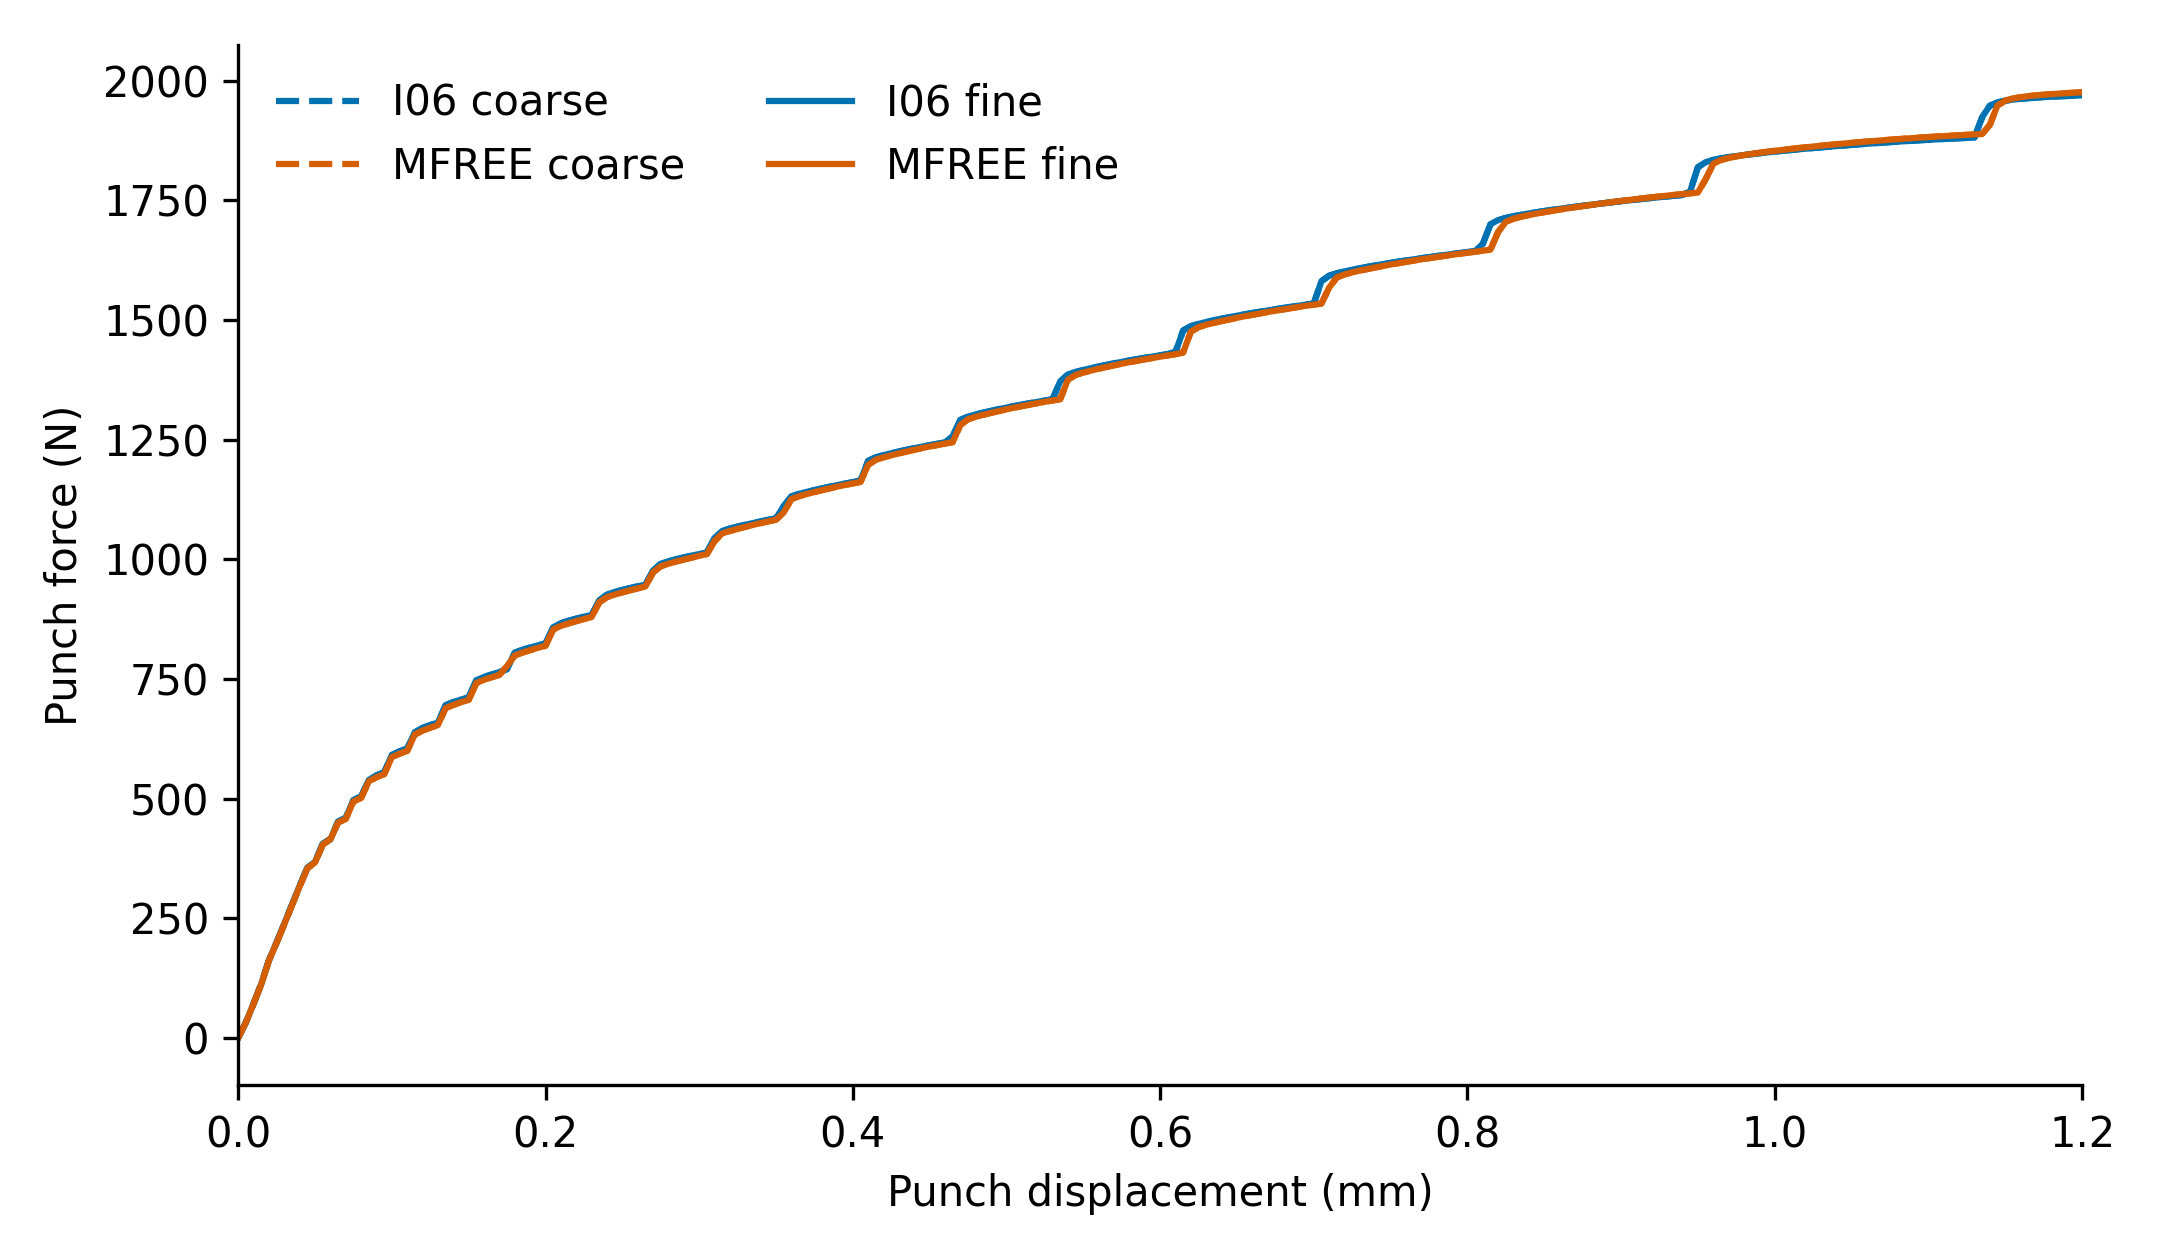 I06 coarse
MFREE coarse
I06 fine
MFREE fine
Punch force (N)
2000
1750
1500
1250
1000
750
500
250
0
0.0 0.2 0.4 0.6 0.8 1.0 1.2
Punch displacement (mm)